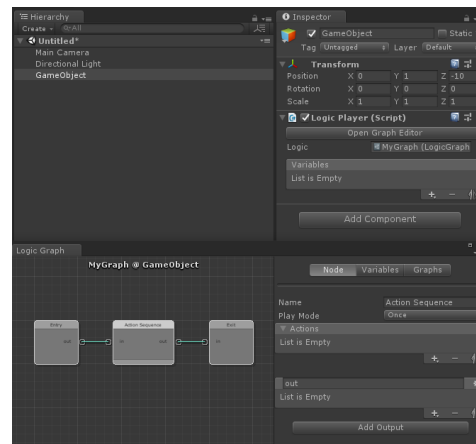 Hierarchy
Create
All
Untitled*
Main Camera
Directional Light
GameObject
Inspector
GameObject
Static
Tag Untagged Layer Default
Transform
Position X 0 Y 1 Z -10
Rotation X 0 Y 0 Z 0
Scale X 1 Y 1 Z 1
Logic Player (Script)
Open Graph Editor
Logic MyGraph (LogicGraph
Variables
List is Empty
Add Component
Logic Graph
MyGraph @ GameObject
Entry
out
Action Sequence
in out
Exit
in
Node Variables Graphs
Name Action Sequence
Play Mode Once
Actions
List is Empty
out
List is Empty
Add Output